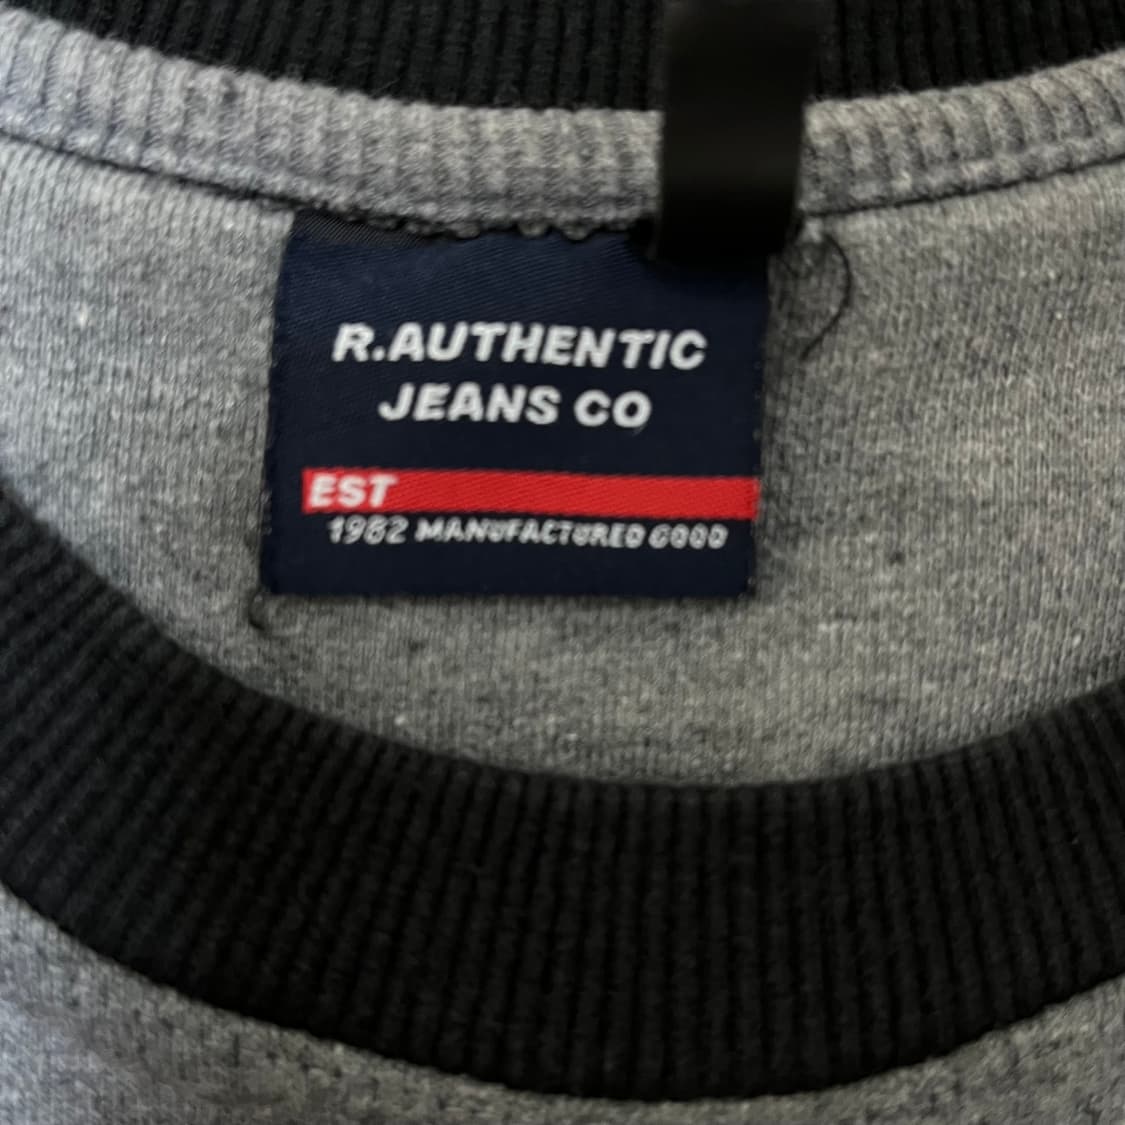 R.AUTHENTIC
JEANS CO
EST
1982 MANUFACTURED GOOD